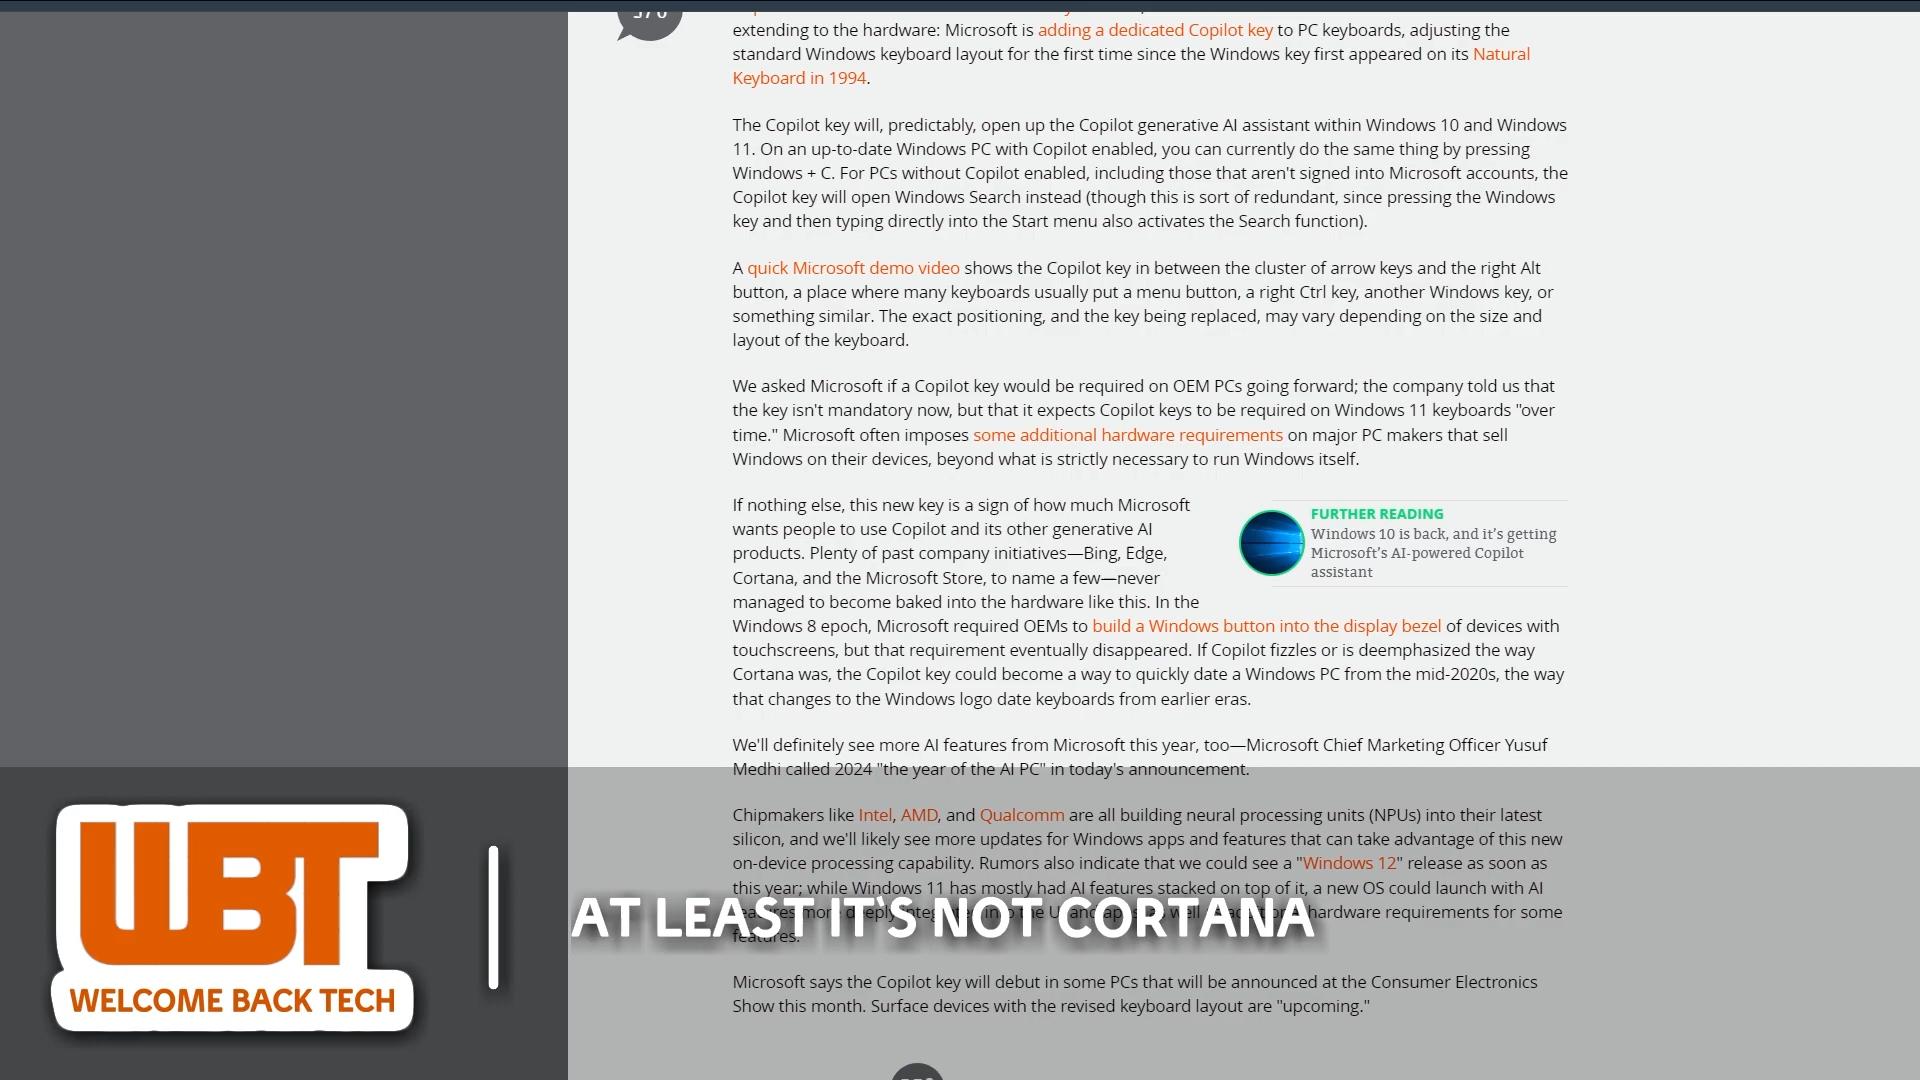 extending to the hardware: Microsoft is adding a dedicated Copilot key to PC keyboards, adjusting the
standard Windows keyboard layout for the first time since the Windows key first appeared on its Natural
Keyboard in 1994.
The Copilot key will, predictably, open up the Copilot generative AI assistant within Windows 10 and Windows
11. On an up-to-date Windows PC with Copilot enabled, you can currently do the same thing by pressing
Windows + C. For PCs without Copilot enabled, including those that aren't signed into Microsoft accounts, the
Copilot key will open Windows Search instead (though this is sort of redundant, since pressing the Windows
key and then typing directly into the Start menu also activates the Search function).
A quick Microsoft demo video shows the Copilot key in between the cluster of arrow keys and the right Alt
button, a place where many keyboards usually put a menu button, a right Ctrl key, another Windows key, or
something similar. The exact positioning, and the key being replaced, may vary depending on the size and
layout of the keyboard.
We asked Microsoft if a Copilot key would be required on OEM PCs going forward; the company told us that
the key isn't mandatory now, but that it expects Copilot keys to be required on Windows 11 keyboards "over
time." Microsoft often imposes some additional hardware requirements on major PC makers that sell
Windows on their devices, beyond what is strictly necessary to run Windows itself.
If nothing else, this new key is a sign of how much Microsoft
wants people to use Copilot and its other generative AI
products. Plenty of past company initiatives—Bing, Edge,
Cortana, and the Microsoft Store, to name a few—never
managed to become baked into the hardware like this. In the
FURTHER READING
Windows 10 is back, and it's getting
Microsoft's AI-powered Copilot
assistant
Windows 8 epoch, Microsoft required OEMs to build a Windows button into the display bezel of devices with
touchscreens, but that requirement eventually disappeared. If Copilot fizzles or is deemphasized the way
Cortana was, the Copilot key could become a way to quickly date a Windows PC from the mid-2020s, the way
that changes to the Windows logo date keyboards from earlier eras.
We'll definitely see more AI features from Microsoft this year, too—Microsoft Chief Marketing Officer Yusuf
Medhi called 2024 "the year of the AI PC" in today's announcement.
Chipmakers like Intel, AMD, and Qualcomm are all building neural processing units (NPUs) into their latest
silicon, and we'll likely see more updates for Windows apps and features that can take advantage of this new
on-device processing capability. Rumors also indicate that we could see a "Windows 12" release as soon as
this year; while Windows 11 has mostly had AI features stacked on top of it, a new OS could launch with AI
hardware requirements for some
features.
Microsoft says the Copilot key will debut in some PCs that will be announced at the Consumer Electronics
Show this month. Surface devices with the revised keyboard layout are "upcoming."
WBT
WELCOME BACK TECH
AT LEAST IT'S NOT CORTANA